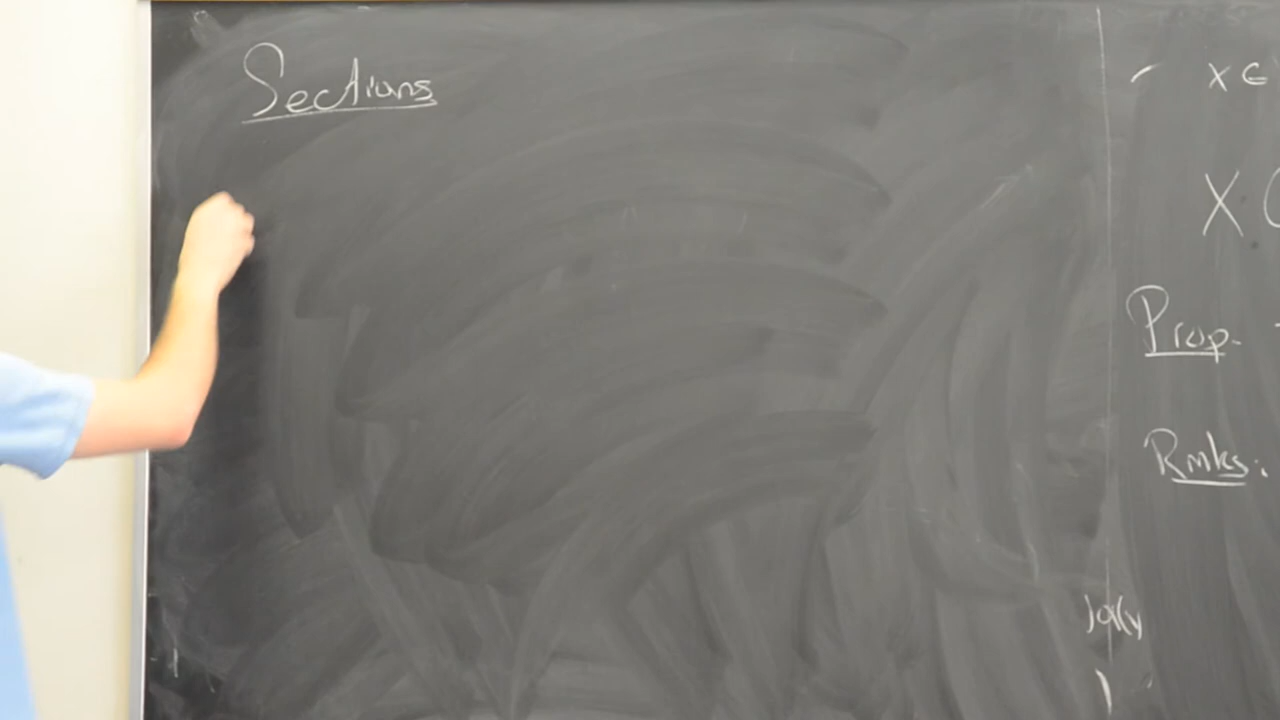 Sections
x ∈
X
Prop.
Rmks: